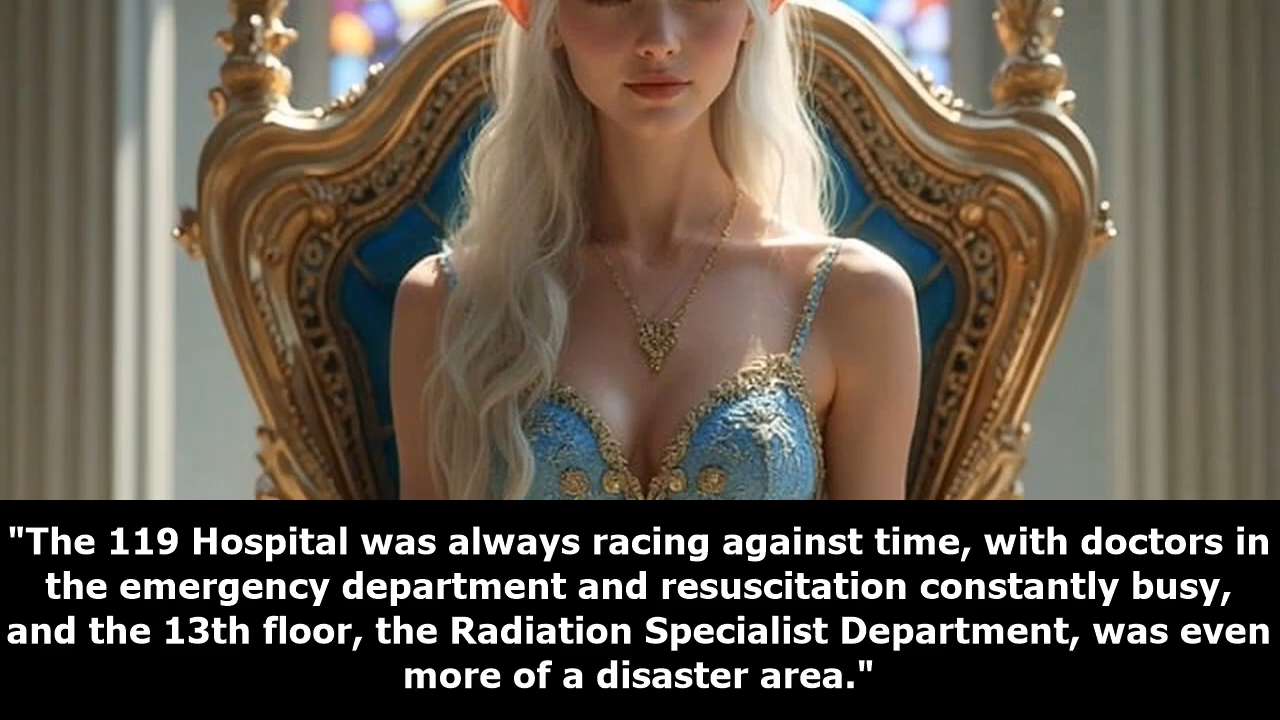 "The 119 Hospital was always racing against time, with doctors in
the emergency department and resuscitation constantly busy,
and the 13th floor, the Radiation Specialist Department, was even
more of a disaster area."